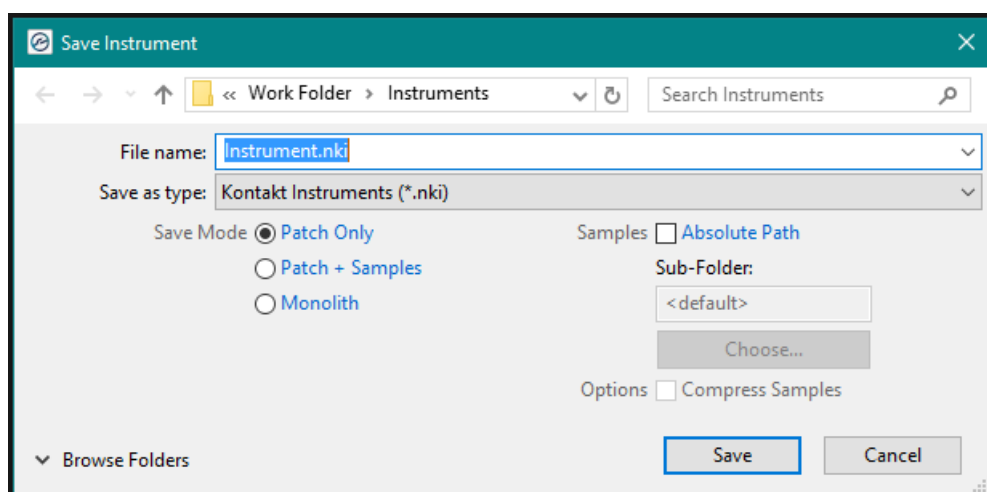 Save Instrument
« Work Folder > Instruments
Search Instruments
File name: Instrument.nki
Save as type: Kontakt Instruments (*.nki)
Save Mode Patch Only Samples Absolute Path
Patch + Samples Sub-Folder:
Monolith <default>
Choose...
Options Compress Samples
Browse Folders Save Cancel